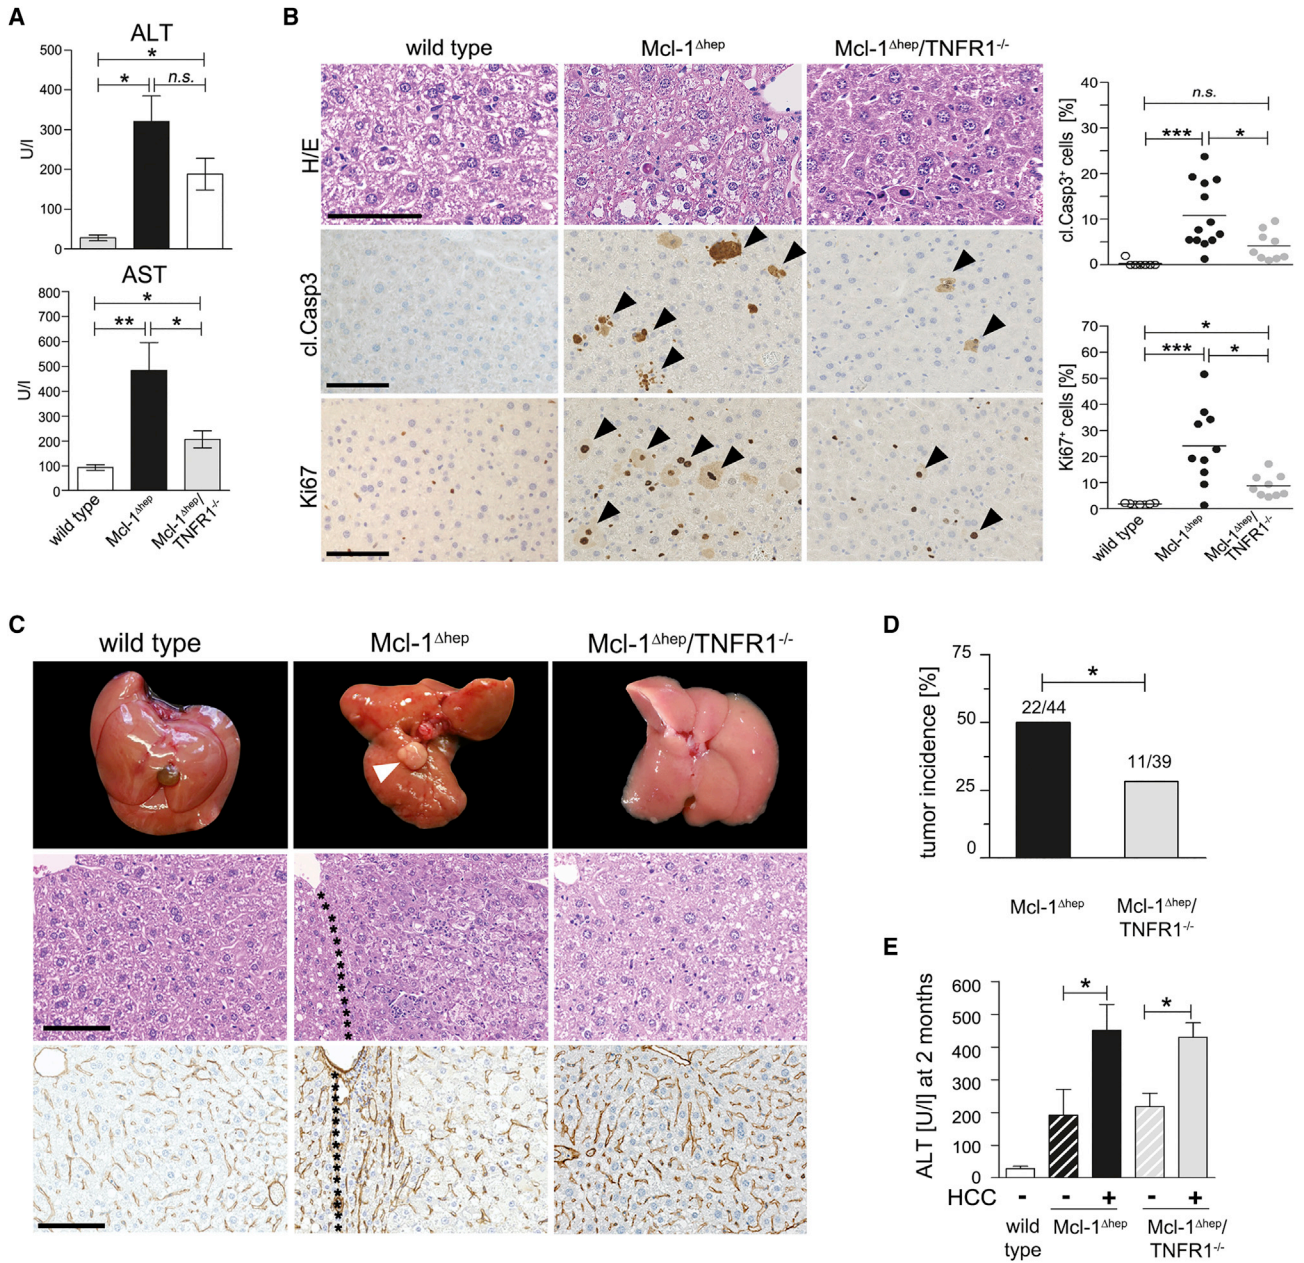 A
ALT
500
400
300
200
100
0
U/l
*
*
n.s.
AST
800
700
600
500
400
300
200
100
0
U/l
*
**
*
wild type
Mcl-1Δhep
Mcl-1Δhep/
TNFR1-/-
B
wild type
Mcl-1Δhep
Mcl-1Δhep/TNFR1-/-
H/E
cl.Casp3
Ki67
cl.Casp3+ cells [%]
40
30
20
10
0
n.s.
***
*
Ki67+ cells [%]
70
60
50
40
30
20
10
0
*
***
*
wild type
Mcl-1Δhep
Mcl-1Δhep/
TNFR1-/-
C
wild type
Mcl-1Δhep
Mcl-1Δhep/TNFR1-/-
D
tumor incidence [%]
75
50
25
0
*
22/44
11/39
Mcl-1Δhep
Mcl-1Δhep/
TNFR1-/-
E
ALT [U/l] at 2 months
600
500
400
300
200
100
0
*
*
HCC - - + - +
wild
type
Mcl-1Δhep
Mcl-1Δhep/
TNFR1-/-